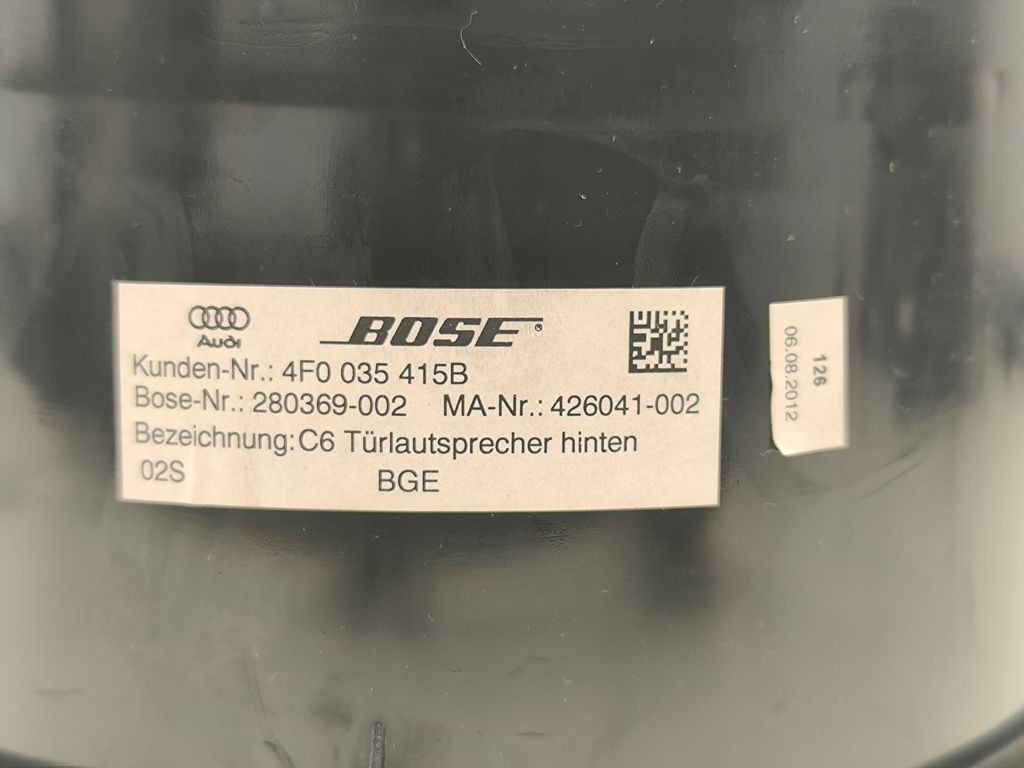 Audi
BOSE®
Kunden-Nr.: 4F0 035 415B
Bose-Nr.: 280369-002 MA-Nr.: 426041-002
Bezeichnung: C6 Türlautsprecher hinten
02S BGE
126
06.08.2012